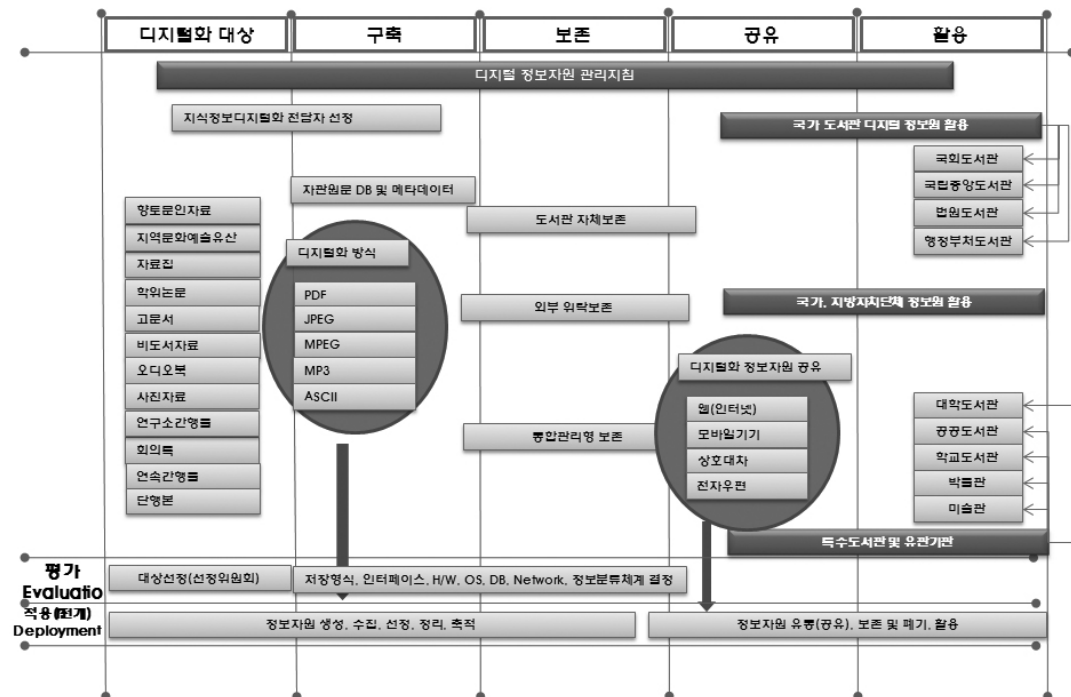 디지털화 대상
구축
보존
공유
활용
디지털 정보자원 관리지침
지식정보디지털화 전담자 선정
국가 도서관 디지털 정보원 활용
국회도서관
국립중앙도서관
법원도서관
행정부처도서관
자관원문 DB 및 메타데이터
향토문인자료
지역문화예술유산
자료집
학위논문
고문서
비도서자료
오디오북
사진자료
연구소간행물
회의록
연속간행물
단행본
디지털화 방식
PDF
JPEG
MPEG
MP3
ASCII
도서관 자체보존
외부 위탁보존
통합관리형 보존
국가, 지방자치단체 정보원 활용
디지털화 정보자원 공유
웹(인터넷)
모바일기기
상호대차
전자우편
대학도서관
공공도서관
학교도서관
박물관
미술관
특수도서관 및 유관기관
평가
Evaluatio
대상선정(선정위원회)
저장형식, 인터페이스, H/W, OS, DB, Network, 정보분류체계 결정
적용(전개)
Deployment
정보자원 생성, 수집, 선정, 정리, 축적
정보자원 유통(공유), 보존 및 폐기, 활용